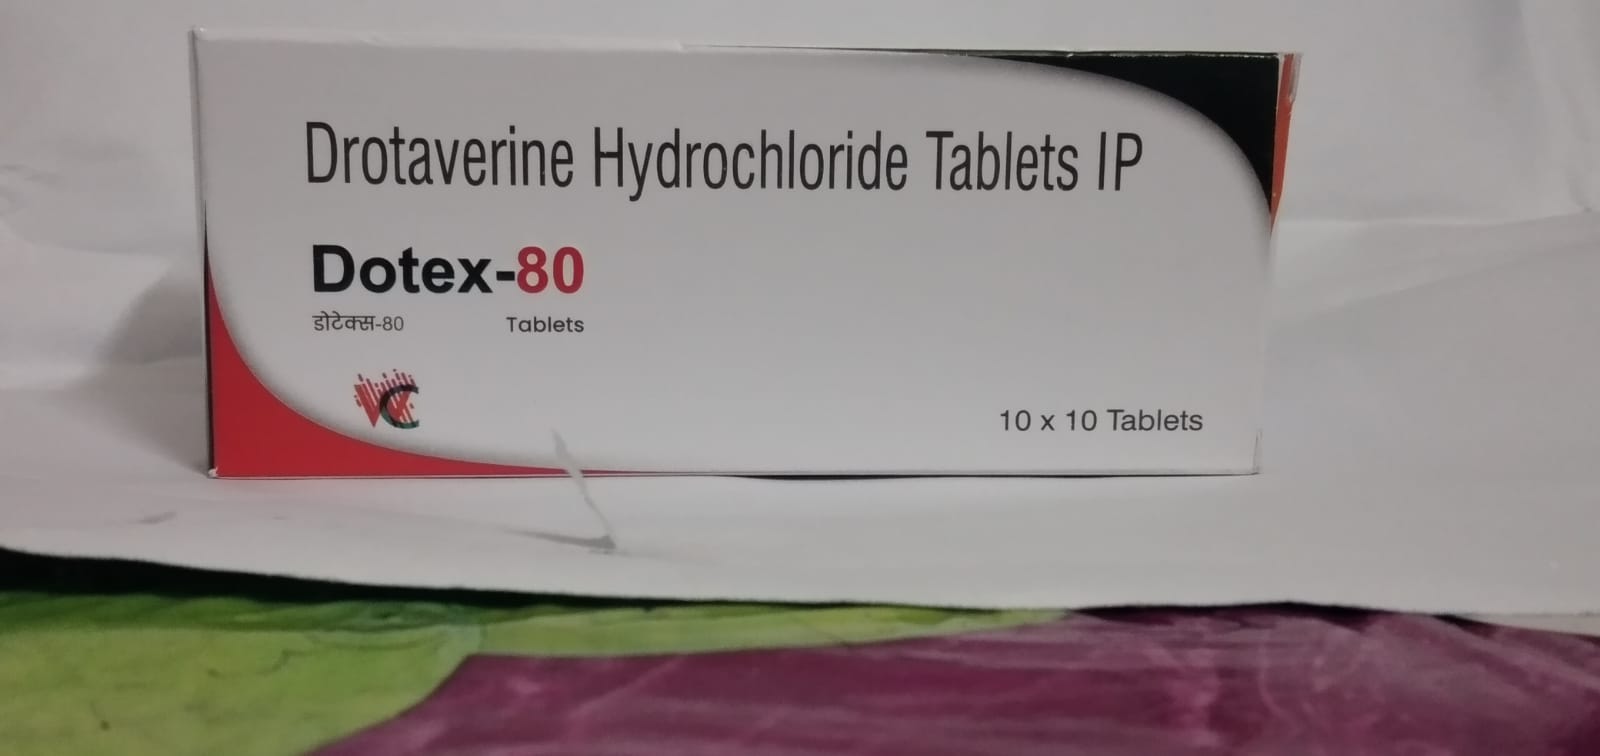 Drotaverine Hydrochloride Tablets IP
Dotex-80
डोटेक्स-80 Tablets
VC
10 x 10 Tablets